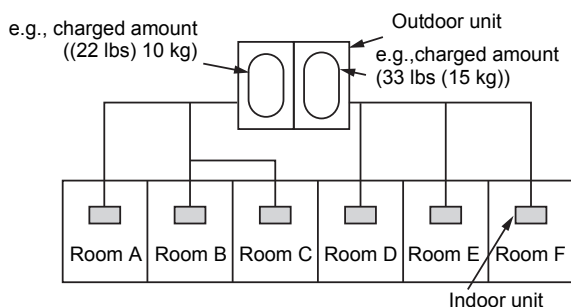 e.g., charged amount
((22 lbs) 10 kg)
Outdoor unit
e.g.,charged amount
(33 lbs (15 kg))
Room A
Room B
Room C
Room D
Room E
Room F
Indoor unit